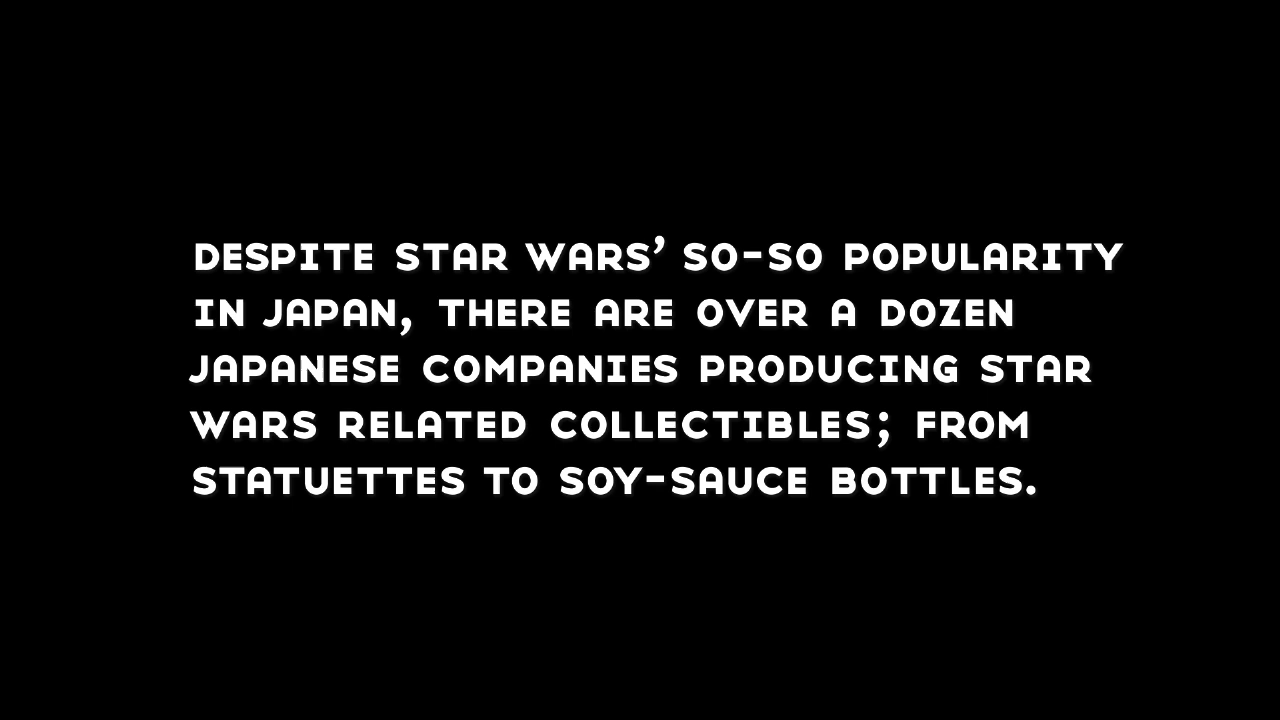 DESPITE STAR WARS’ SO-SO POPULARITY
IN JAPAN, THERE ARE OVER A DOZEN
JAPANESE COMPANIES PRODUCING STAR
WARS RELATED COLLECTIBLES; FROM
STATUETTES TO SOY-SAUCE BOTTLES.